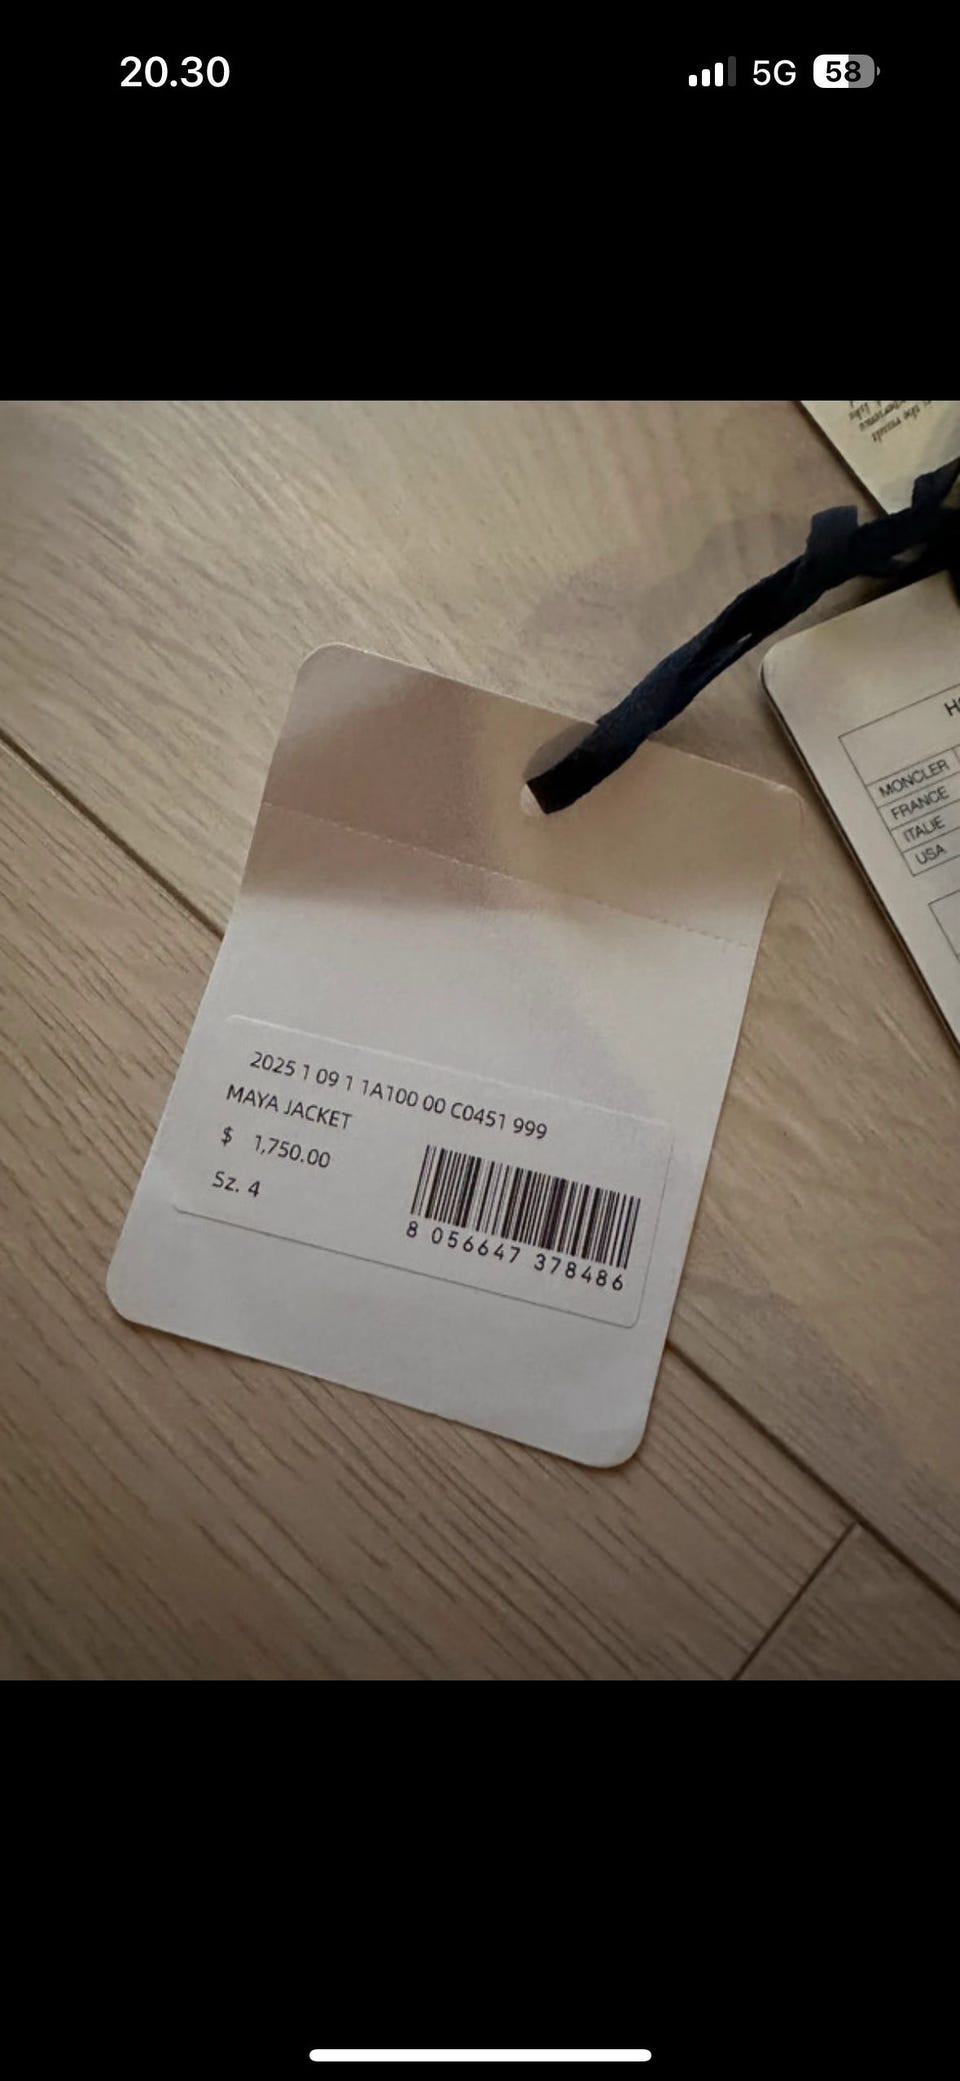 20.30
5G 58
H
MONCLER
FRANCE
ITALIE
USA
2025 1 09 1 1A100 00 C0451 999
MAYA JACKET
$ 1,750.00
Sz. 4
8 056647 378486